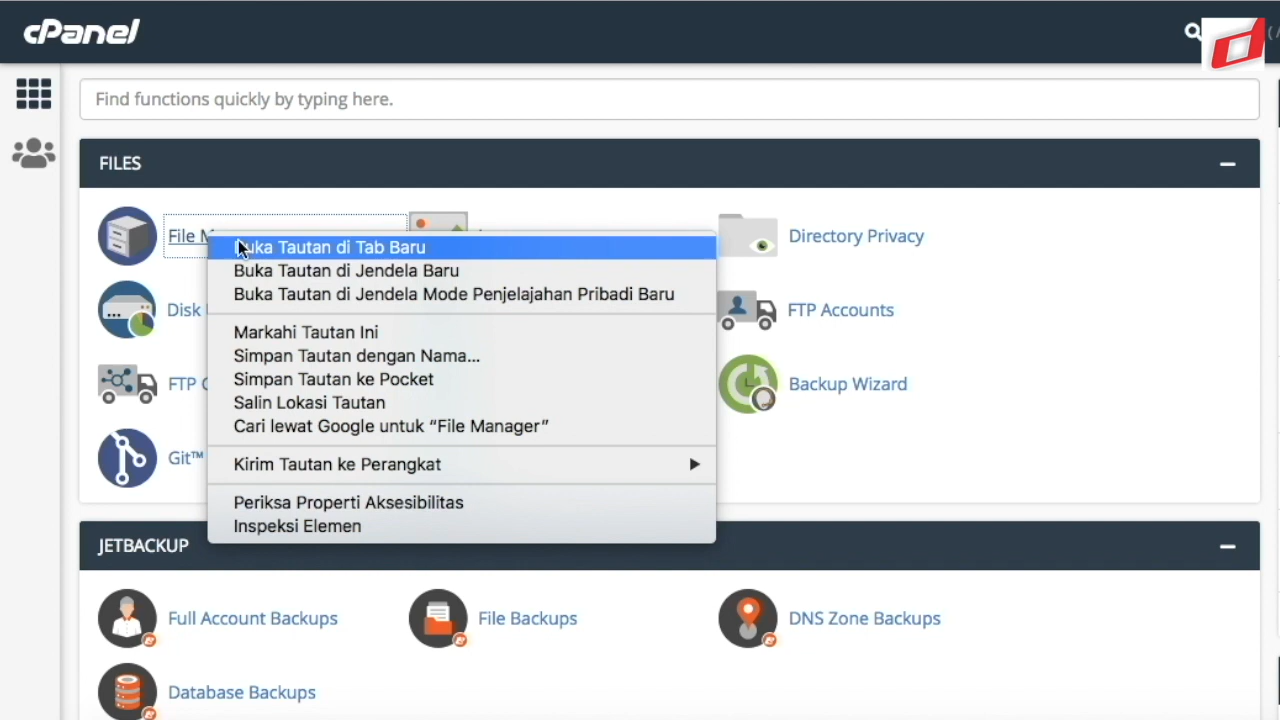 cPanel
Find functions quickly by typing here.
FILES
File M
Directory Privacy
Disk
FTP Accounts
FTP
Backup Wizard
Git™
Buka Tautan di Tab Baru
Buka Tautan di Jendela Baru
Buka Tautan di Jendela Mode Penjelajahan Pribadi Baru
Markahi Tautan Ini
Simpan Tautan dengan Nama...
Simpan Tautan ke Pocket
Salin Lokasi Tautan
Cari lewat Google untuk “File Manager”
Kirim Tautan ke Perangkat
Periksa Properti Aksesibilitas
Inspeksi Elemen
JETBACKUP
Full Account Backups
File Backups
DNS Zone Backups
Database Backups